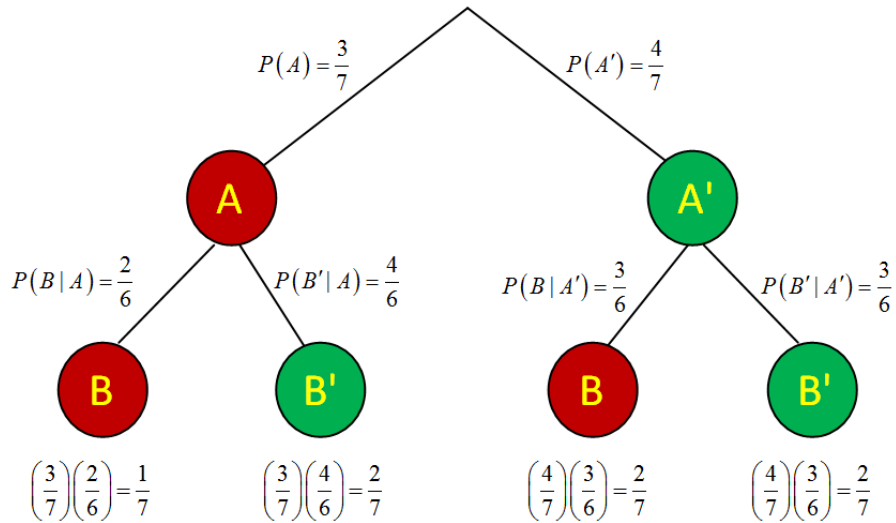 P(A) = 3/7 P(A′) = 4/7
A A'
P(B | A) = 2/6 P(B′ | A) = 4/6 P(B | A′) = 3/6 P(B′ | A′) = 3/6
B B' B B'
(3/7)(2/6) = 1/7 (3/7)(4/6) = 2/7 (4/7)(3/6) = 2/7 (4/7)(3/6) = 2/7